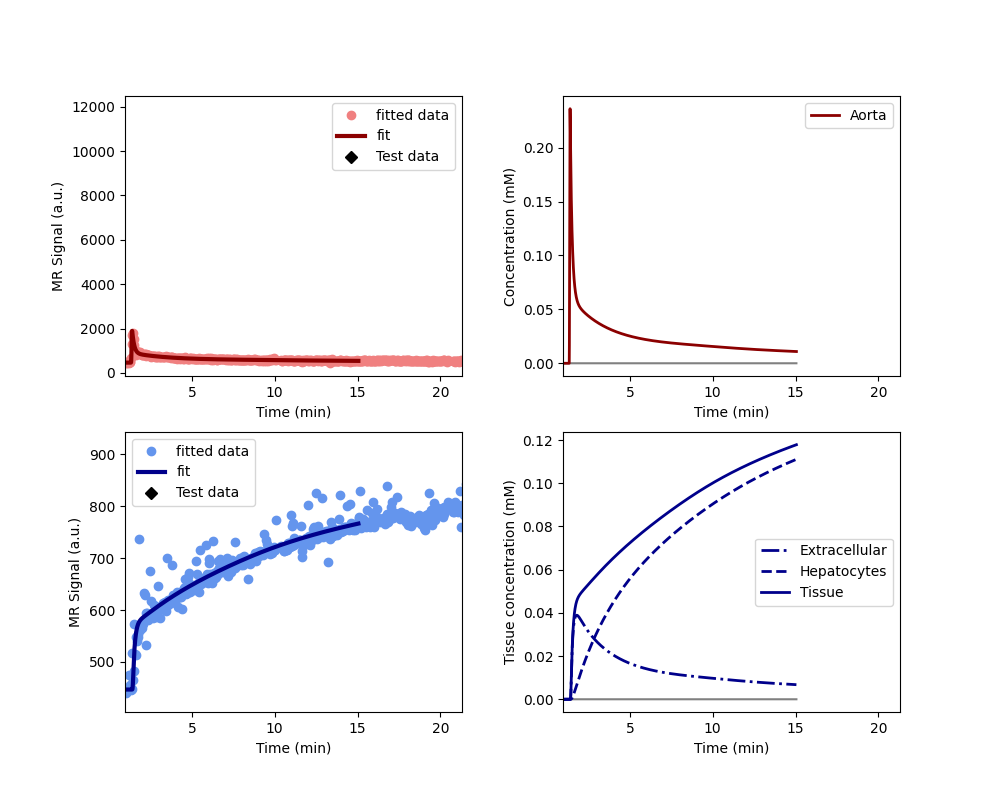 12000
10000
8000
6000
4000
2000
0
MR Signal (a.u.)
5
10
15
20
Time (min)
fitted data
fit
Test data
0.20
0.15
0.10
0.05
0.00
Concentration (mM)
5
10
15
20
Time (min)
Aorta
900
800
700
600
500
MR Signal (a.u.)
5
10
15
20
Time (min)
fitted data
fit
Test data
0.12
0.10
0.08
0.06
0.04
0.02
0.00
Tissue concentration (mM)
5
10
15
20
Time (min)
Extracellular
Hepatocytes
Tissue